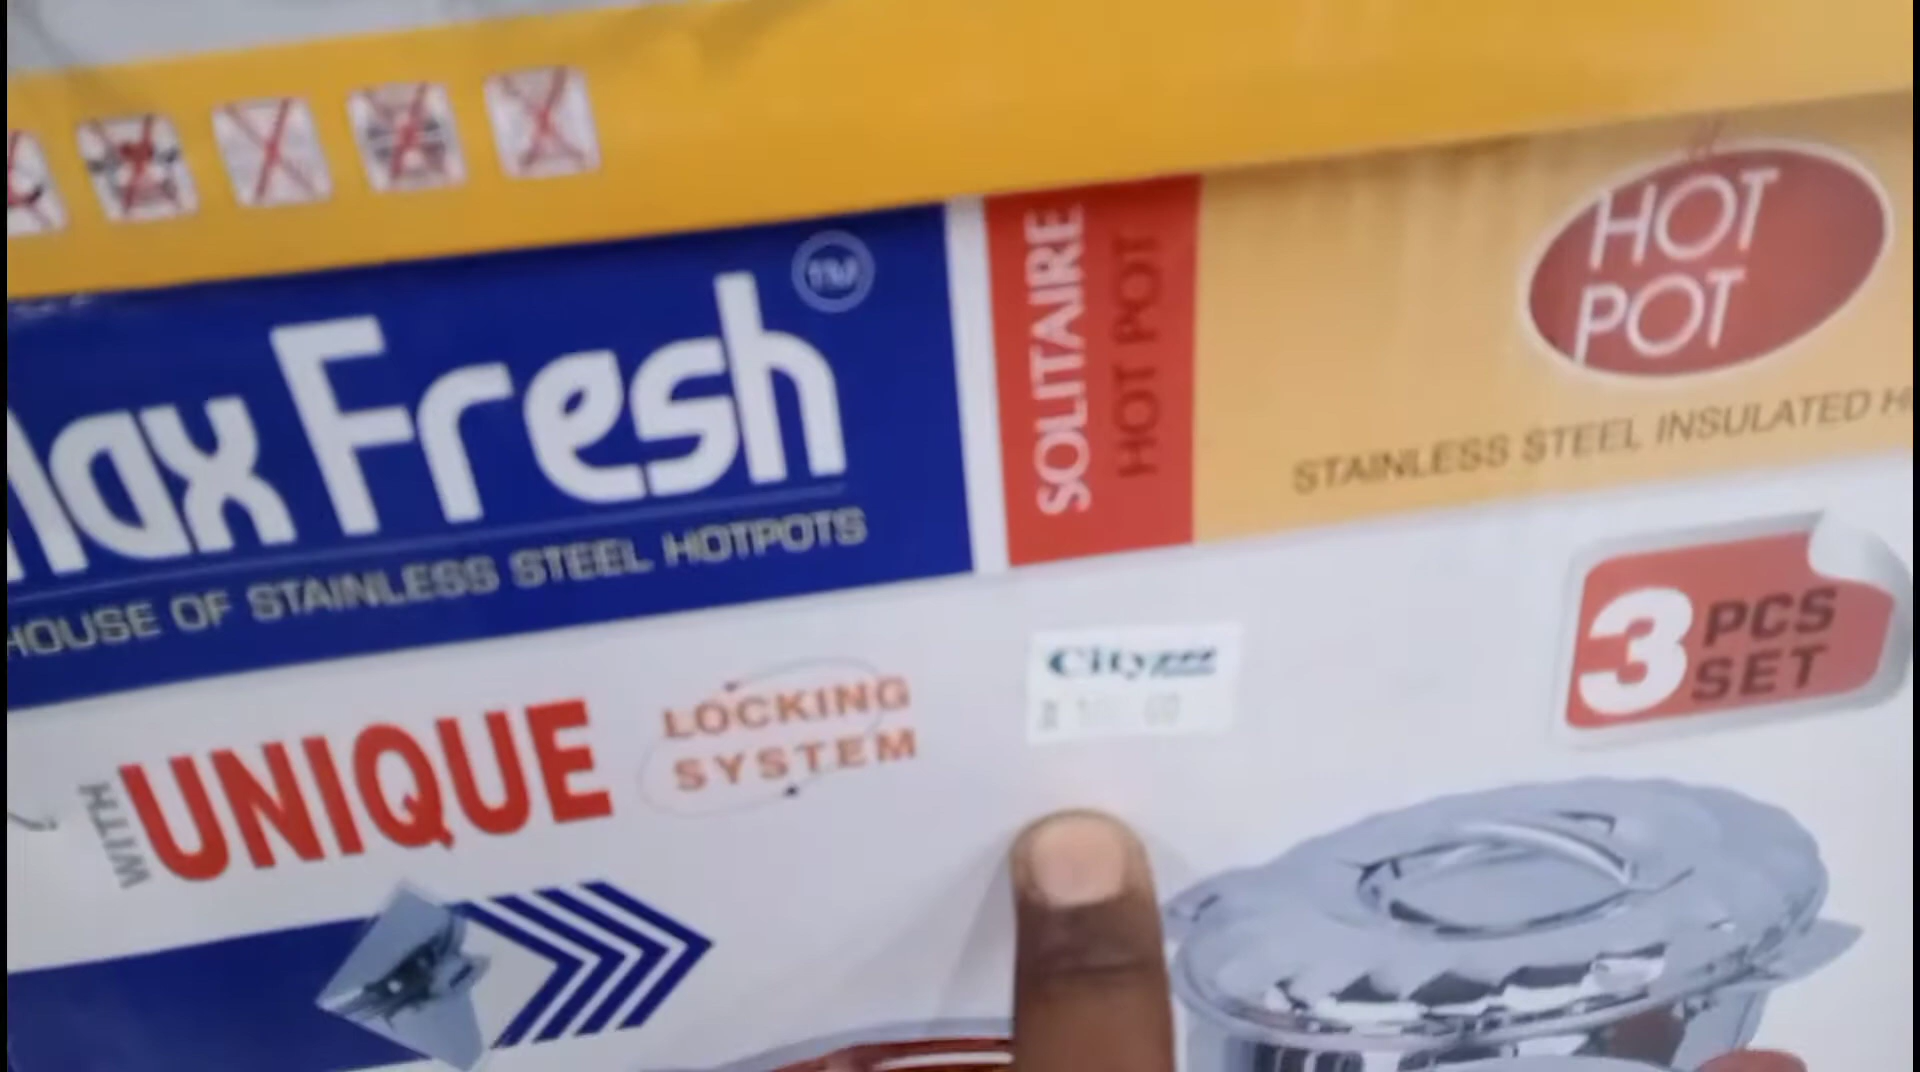 Max Fresh TM
HOUSE OF STAINLESS STEEL HOTPOTS
SOLITAIRE
HOT POT
HOT
POT
STAINLESS STEEL INSULATED H
WITH UNIQUE
LOCKING
SYSTEM
City
3 PCS
SET